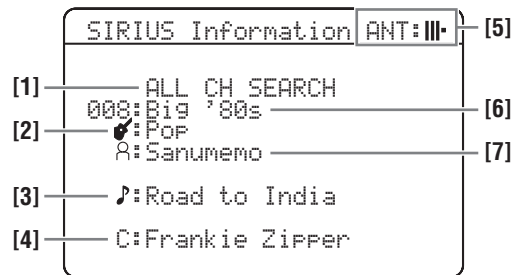 SIRIUS Information ANT: [5]
[1] ALL CH SEARCH
008:Big '80s [6]
[2] :Pop
:Sanumemo [7]
[3] ♪:Road to India
[4] C:Frankie Zipper